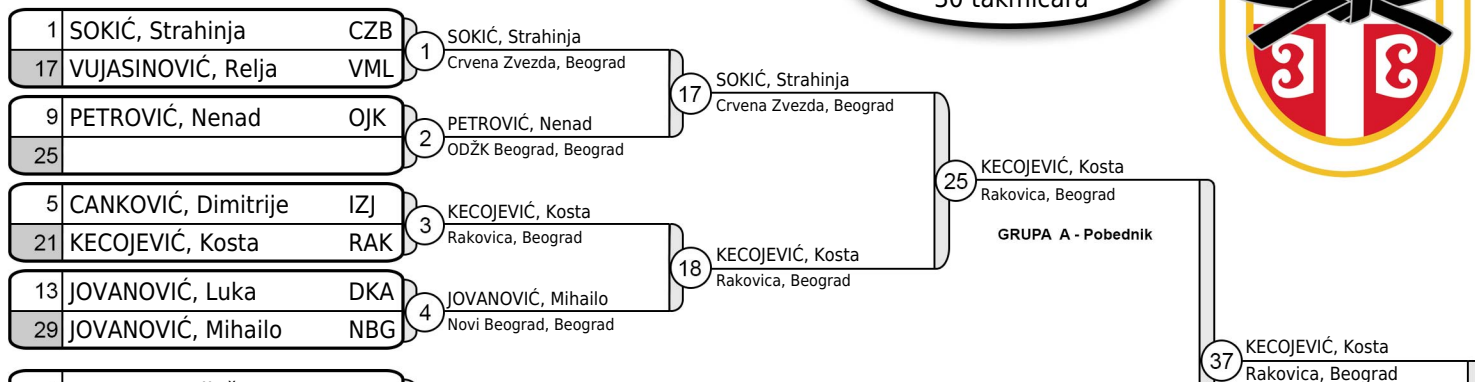 30 takmičara
1 SOKIĆ, Strahinja CZB
17 VUJASINOVIĆ, Relja VML
1
SOKIĆ, Strahinja
Crvena Zvezda, Beograd
9 PETROVIĆ, Nenad OJK
25
2
PETROVIĆ, Nenad
ODŽK Beograd, Beograd
17
SOKIĆ, Strahinja
Crvena Zvezda, Beograd
5 CANKOVIĆ, Dimitrije IZJ
21 KECOJEVIĆ, Kosta RAK
3
KECOJEVIĆ, Kosta
Rakovica, Beograd
13 JOVANOVIĆ, Luka DKA
29 JOVANOVIĆ, Mihailo NBG
4
JOVANOVIĆ, Mihailo
Novi Beograd, Beograd
18
KECOJEVIĆ, Kosta
Rakovica, Beograd
25
KECOJEVIĆ, Kosta
Rakovica, Beograd
GRUPA A - Pobednik
37
KECOJEVIĆ, Kosta
Rakovica, Beograd